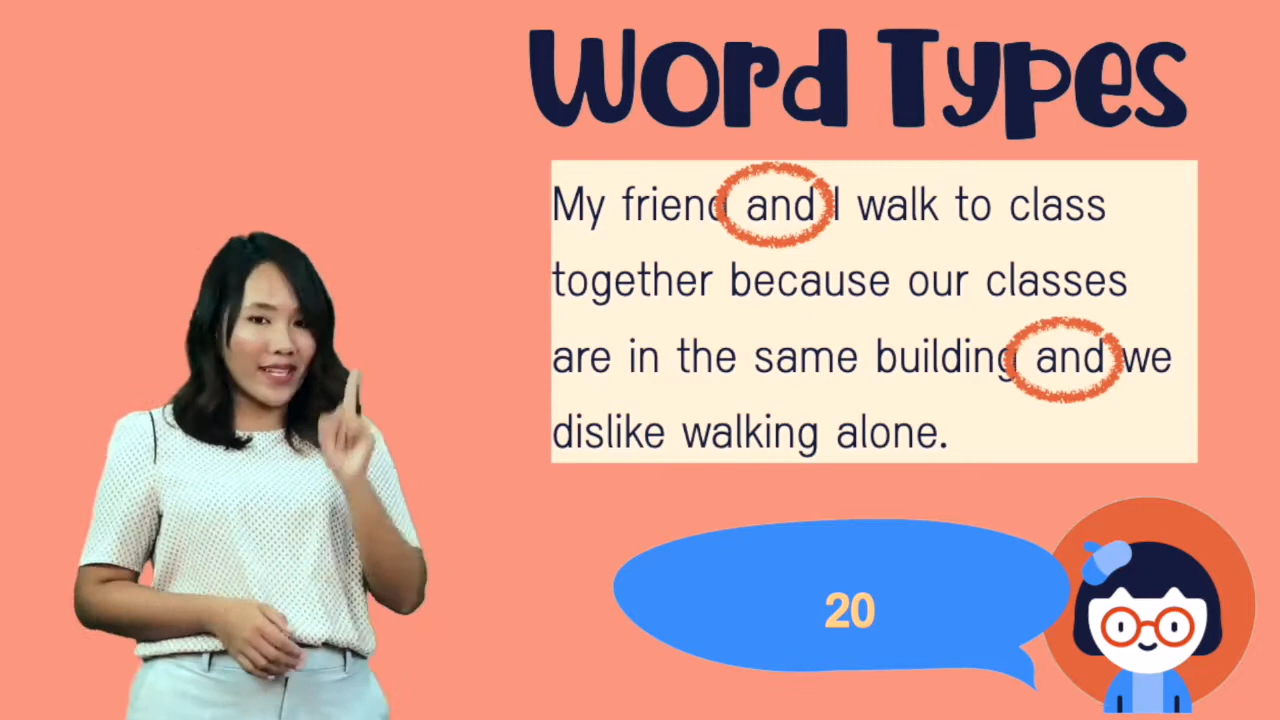 Word Types
My friend and I walk to class
together because our classes
are in the same building and we
dislike walking alone.
20